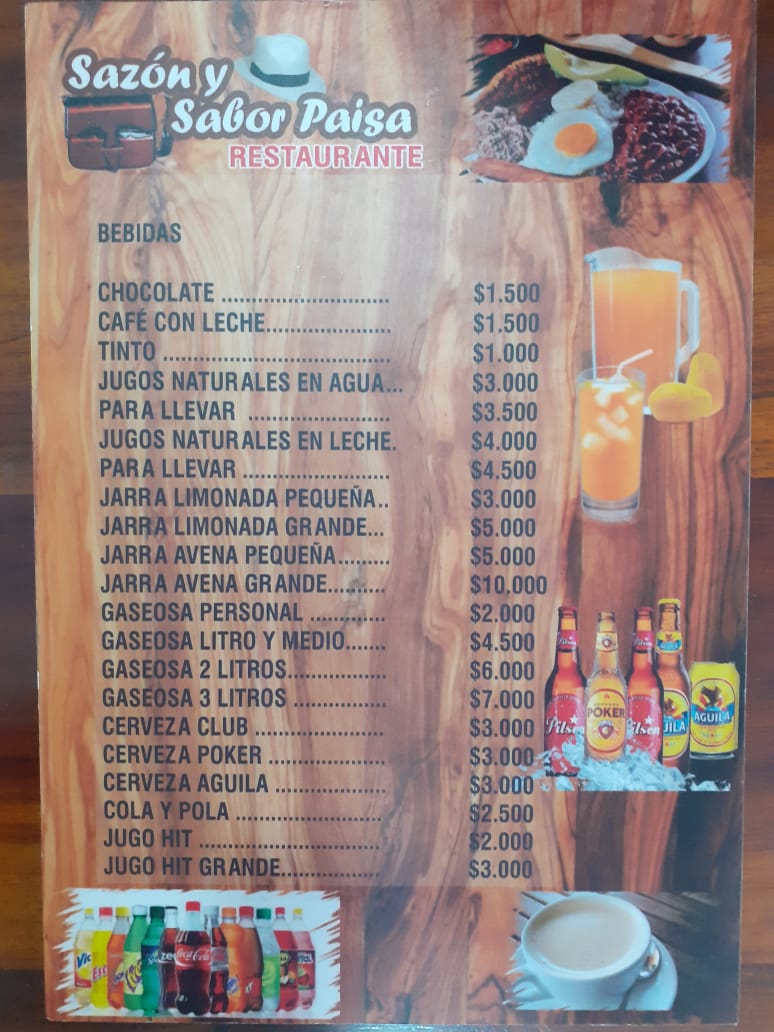 Sazón y
Sabor Paisa
RESTAURANTE
BEBIDAS
CHOCOLATE ............................ $1.500
CAFÉ CON LECHE..................... $1.500
TINTO ...................................... $1.000
JUGOS NATURALES EN AGUA... $3.000
PARA LLEVAR ........................ $3.500
JUGOS NATURALES EN LECHE. $4.000
PARA LLEVAR ......................... $4.500
JARRA LIMONADA PEQUEÑA.. $3.000
JARRA LIMONADA GRANDE... $5.000
JARRA AVENA PEQUEÑA......... $5.000
JARRA AVENA GRANDE.......... $10.000
GASEOSA PERSONAL ............. $2.000
GASEOSA LITRO Y MEDIO....... $4.500
GASEOSA 2 LITROS................ $6.000
GASEOSA 3 LITROS ............... $7.000
CERVEZA CLUB ...................... $3.000
CERVEZA POKER .................... $3.000
CERVEZA AGUILA .................. $3.000
COLA Y POLA ......................... $2.500
JUGO HIT ............................... $2.000
JUGO HIT GRANDE................. $3.000
Pilsen
POKER
Pilsen
AGUILA
Coca-Cola